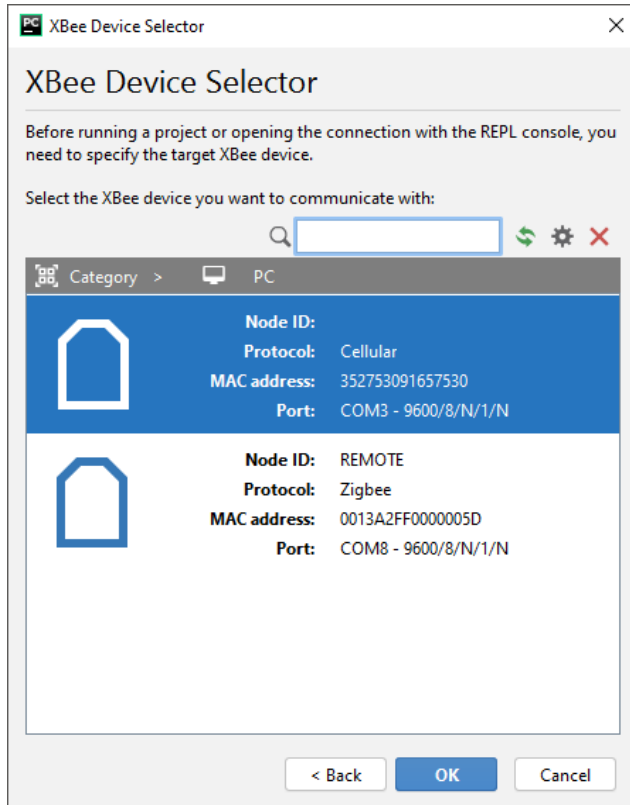 PC XBee Device Selector
XBee Device Selector
Before running a project or opening the connection with the REPL console, you
need to specify the target XBee device.
Select the XBee device you want to communicate with:
Category > PC
Node ID:
Protocol: Cellular
MAC address: 352753091657530
Port: COM3 - 9600/8/N/1/N
Node ID: REMOTE
Protocol: Zigbee
MAC address: 0013A2FF0000005D
Port: COM8 - 9600/8/N/1/N
< Back OK Cancel